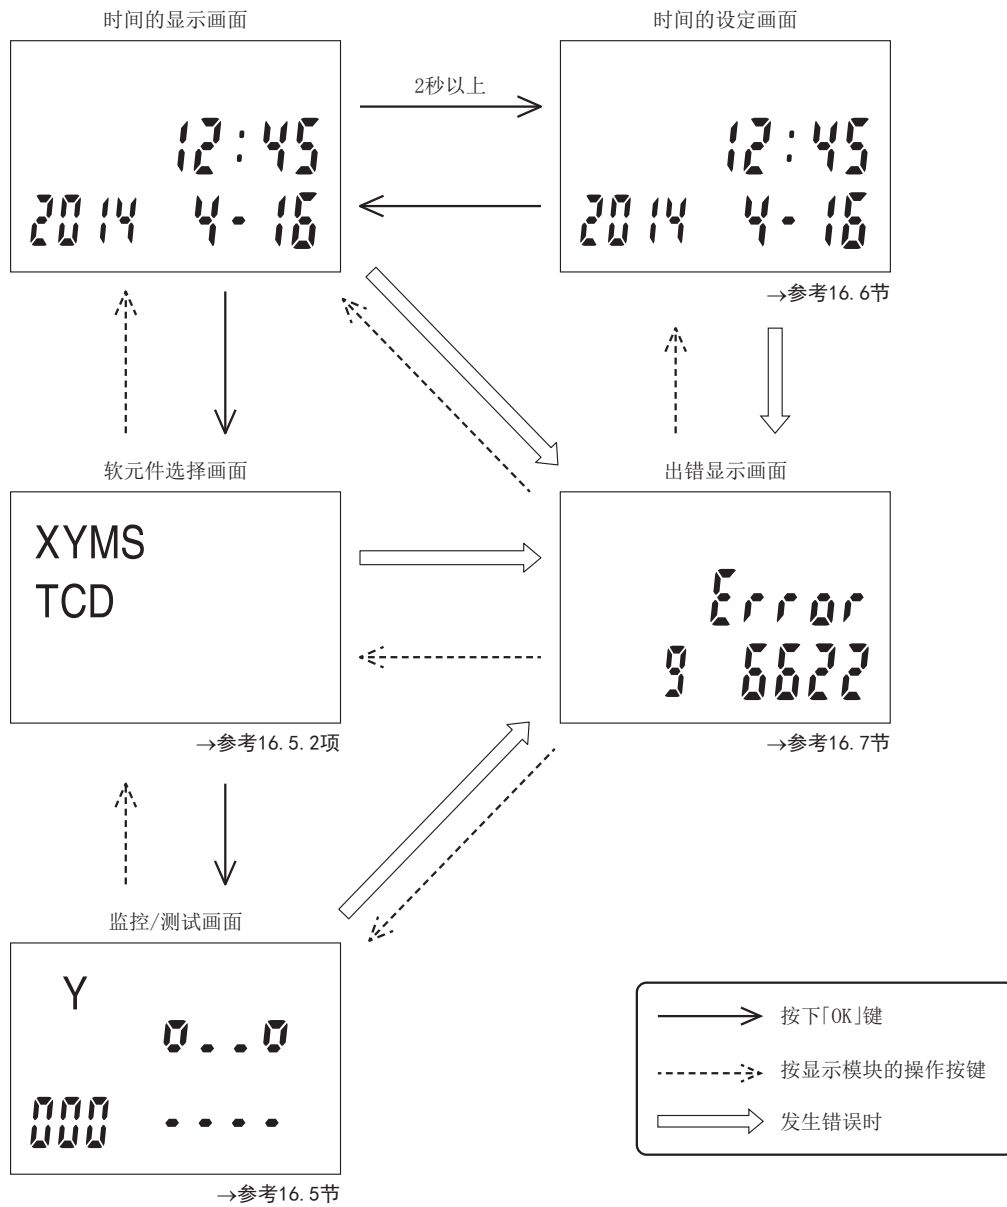 时间的显示画面
12:45
2014 4-16
2秒以上
时间的设定画面
12:45
2014 4-16
→参考16.6节
软元件选择画面
XYMS
TCD
→参考16.5.2项
出错显示画面
Error
9 6622
→参考16.7节
监控/测试画面
Y
o.._o
000 - - - -
→参考16.5节
按下「OK」键
按显示模块的操作按键
发生错误时